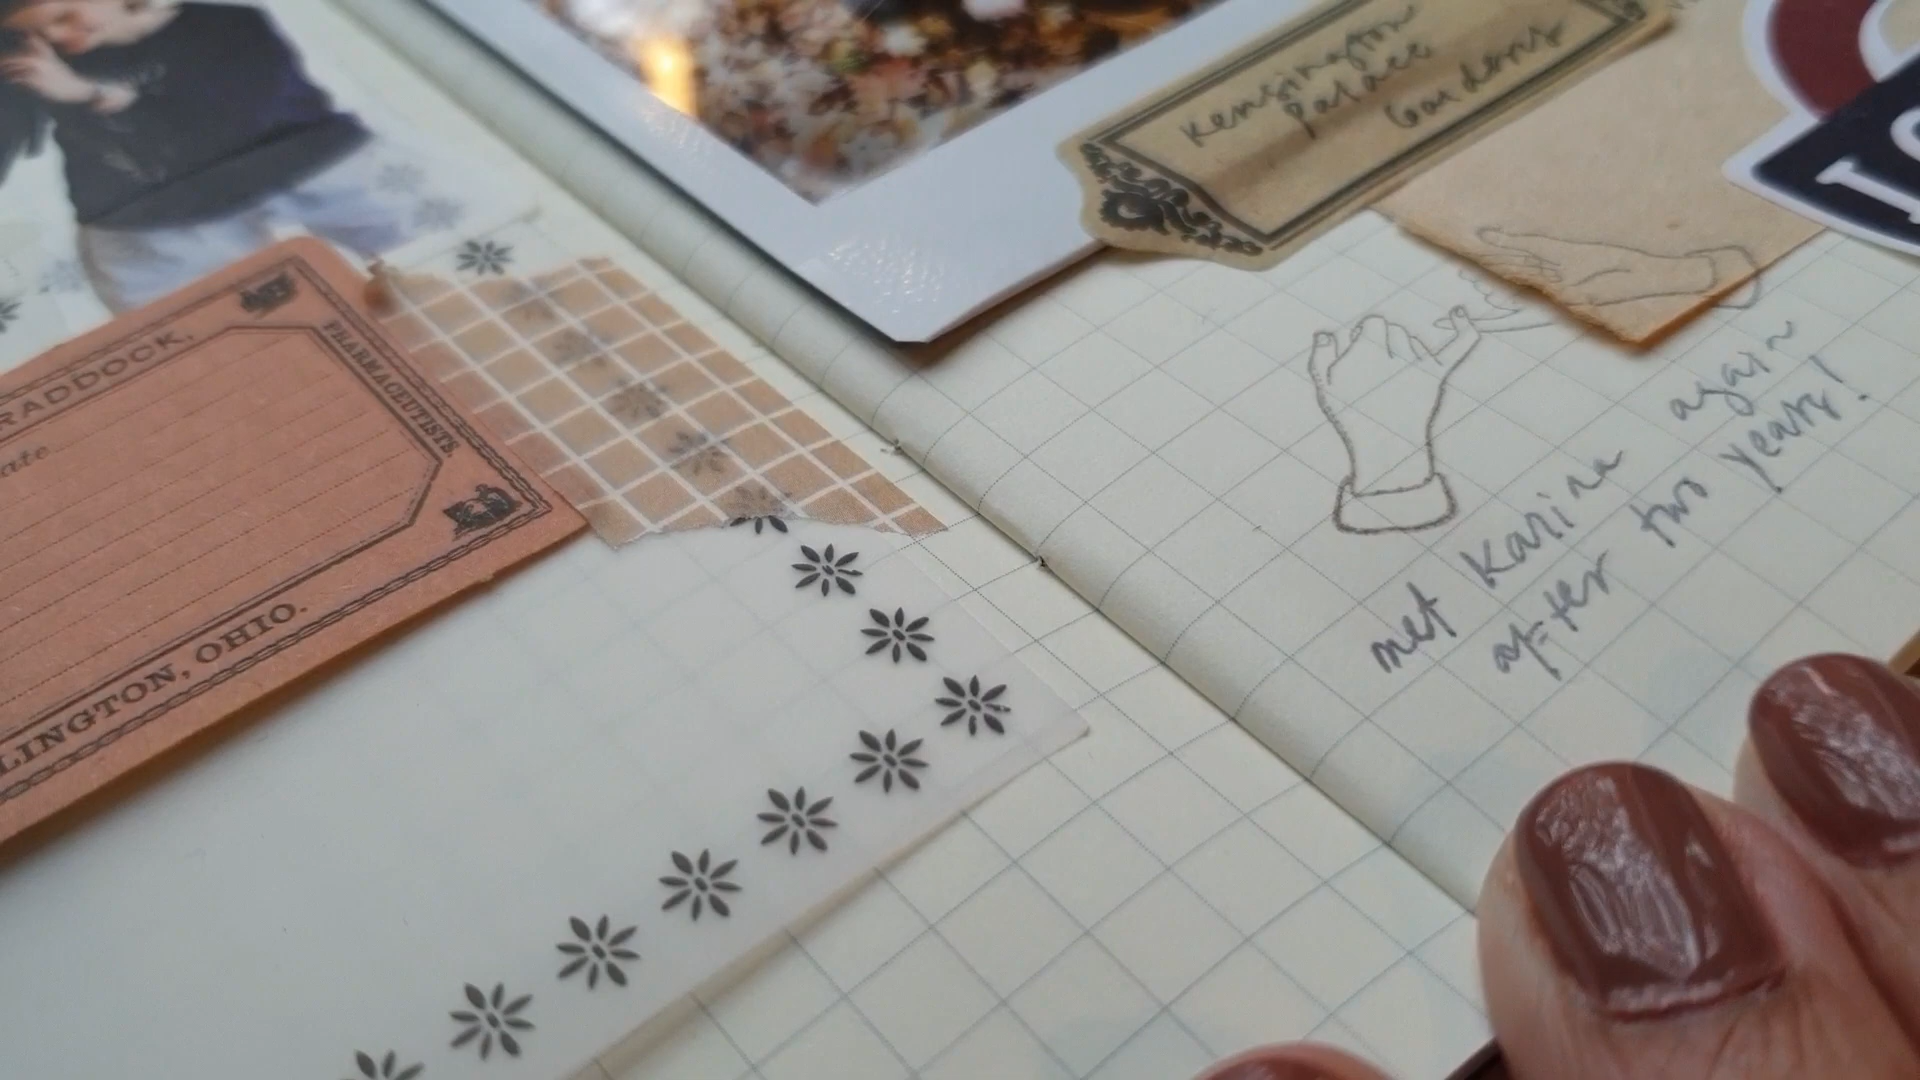 RADDOCK,
PHARMACEUTISTS.
ate
LINGTON, OHIO.
Kensington
Palace
Gardens
met Karina again
after two years!